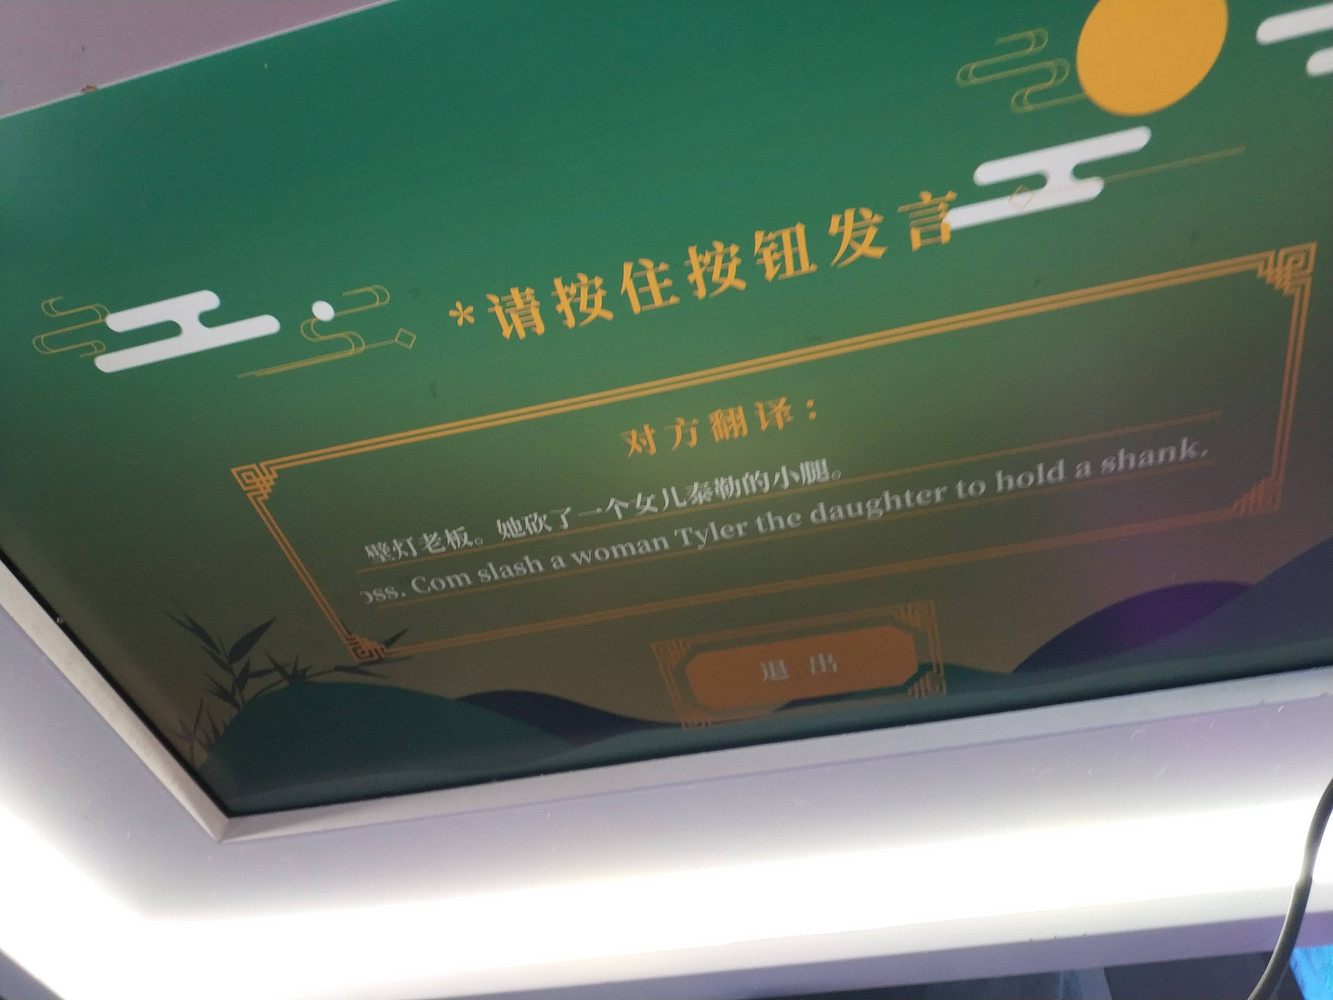 *请按住按钮发言
对方翻译：
壁灯老板。她砍了一个女儿泰勒的小腿。
oss. Com slash a woman Tyler the daughter to hold a shank.
退出